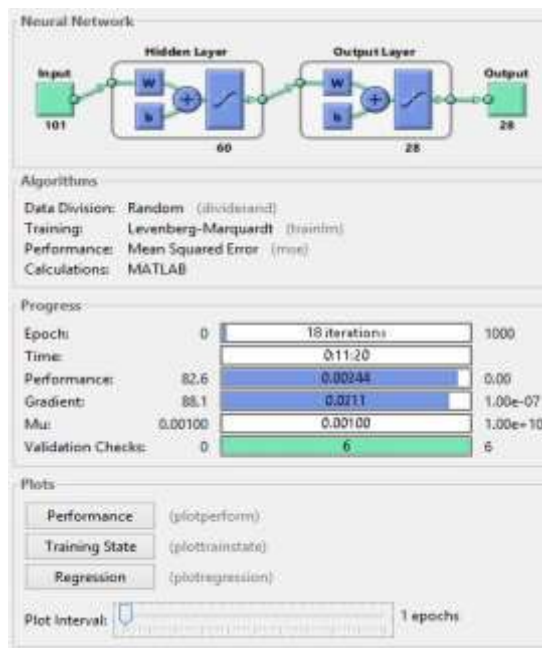 Neural Network
Hidden Layer
Output Layer
Input
W
b
W
b
Output
101
60
28
28
Algorithms
Data Division: Random (dividerand)
Training: Levenberg-Marquardt (trainlm)
Performance: Mean Squared Error (mse)
Calculations: MATLAB
Progress
Epoch: 0 18 iterations 1000
Time: 0:11:20
Performance: 82.6 0.00244 0.00
Gradient: 88.1 0.0211 1.00e-07
Mu: 0.00100 0.00100 1.00e+10
Validation Checks: 0 6 6
Plots
Performance (plotperform)
Training State (plottrainstate)
Regression (plotregression)
Plot Interval: 1 epochs